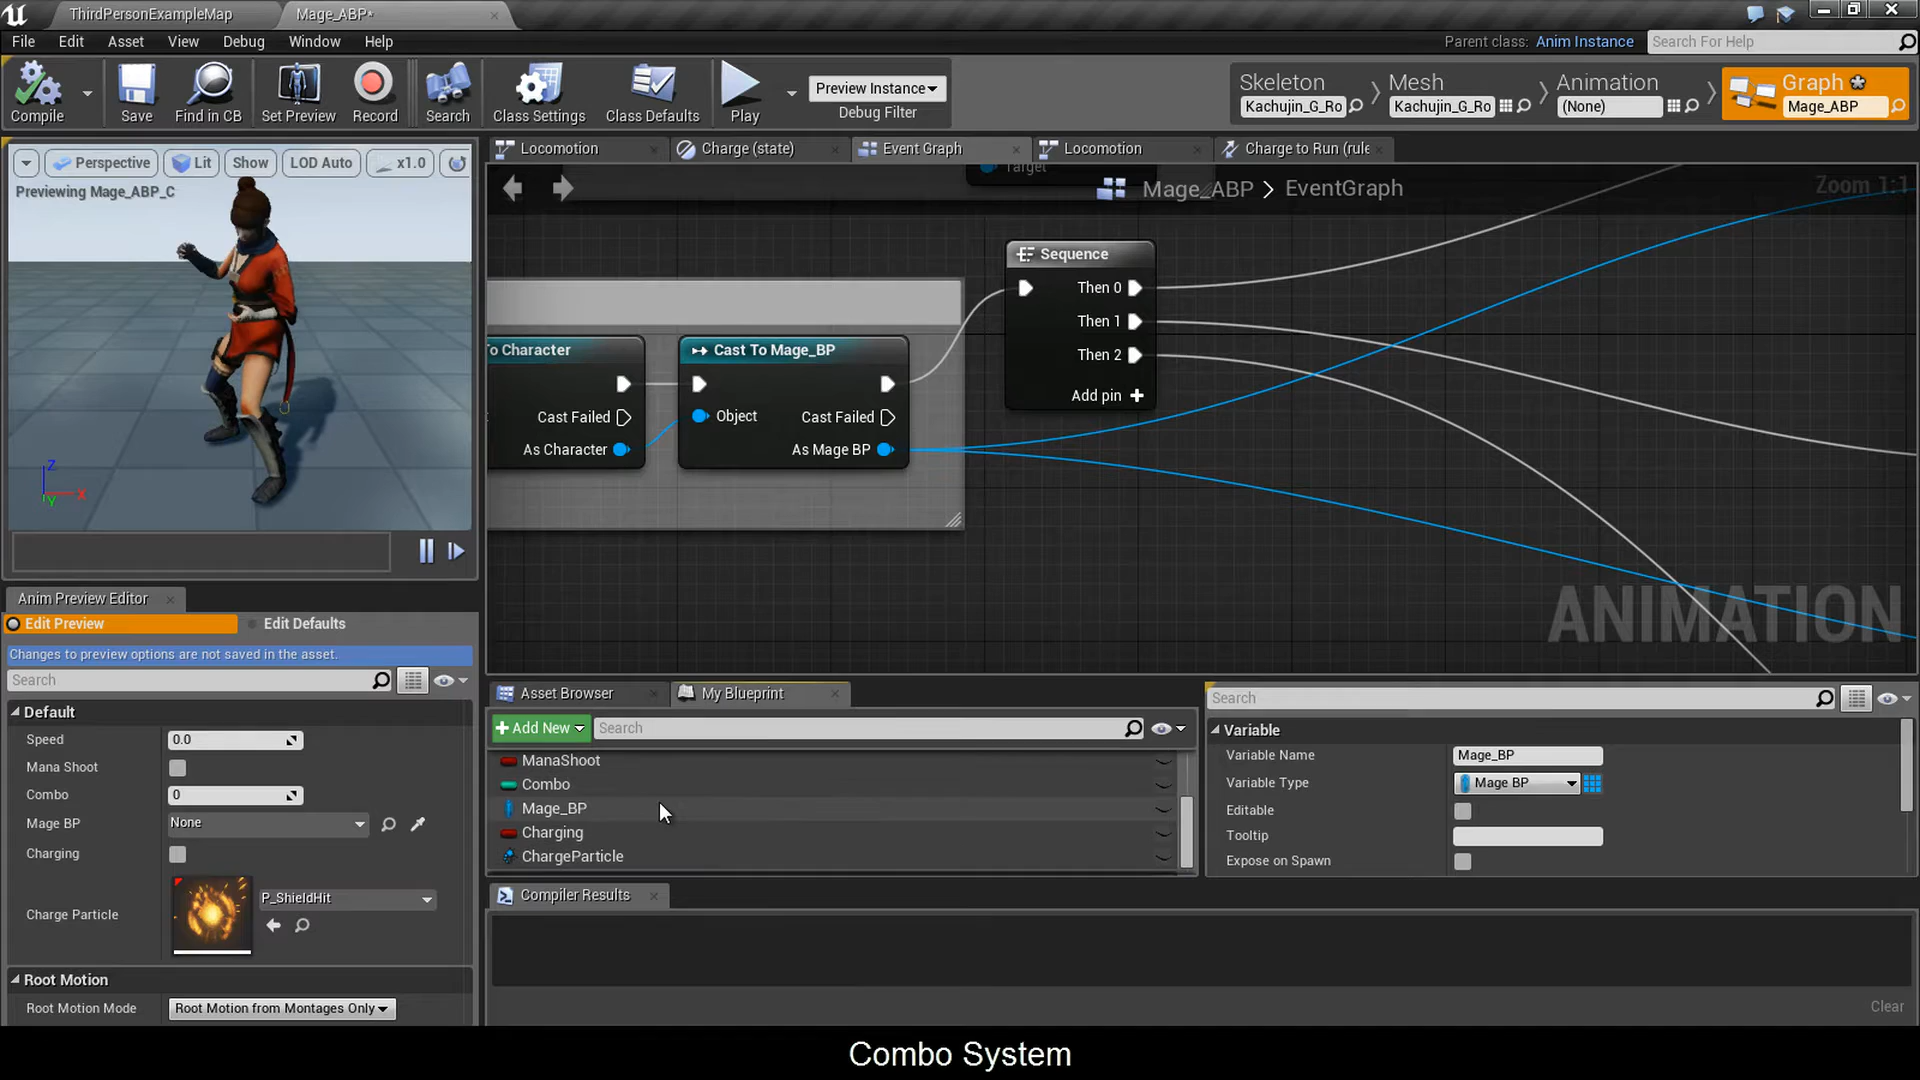 ThirdPersonExampleMap
Mage_ABP*
File Edit Asset View Debug Window Help
Parent class: Anim Instance
Search For Help
Compile
Save
Find in CB
Set Preview
Record
Search
Class Settings
Class Defaults
Play
Preview Instance
Debug Filter
Skeleton
Kachujin_G_Ro
Mesh
Kachujin_G_Ro
Animation
(None)
Graph
Mage_ABP
Perspective
Lit
Show
LOD Auto
x1.0
Previewing Mage_ABP_C
Z
X
Y
Locomotion
Charge (state)
Event Graph
Locomotion
Charge to Run (rule
Target
Mage_ABP > EventGraph
Zoom 1:1
Sequence
Then 0
Then 1
Then 2
Add pin +
To Character
Cast Failed
As Character
Cast To Mage_BP
Object
Cast Failed
As Mage BP
ANIMATION
Anim Preview Editor
Edit Preview
Edit Defaults
Changes to preview options are not saved in the asset.
Search
Default
Speed 0.0
Mana Shoot
Combo 0
Mage BP None
Charging
Charge Particle P_ShieldHit
Root Motion
Root Motion Mode Root Motion from Montages Only
Asset Browser
My Blueprint
+ Add New
Search
ManaShoot
Combo
Mage_BP
Charging
ChargeParticle
Search
Variable
Variable Name Mage_BP
Variable Type Mage BP
Editable
Tooltip
Expose on Spawn
Compiler Results
Clear
Combo System